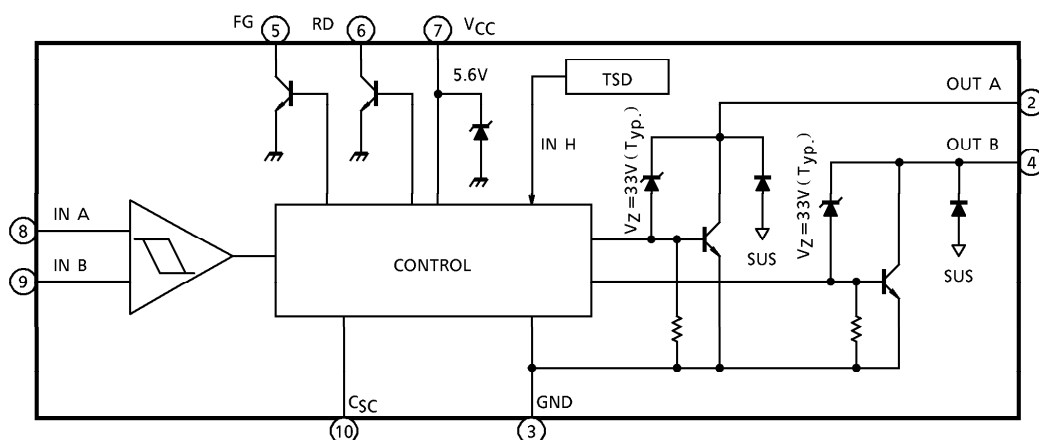 FG 5 RD 6 7 VCC
5.6V
TSD
OUT A 2
IN H
VZ=33V(Typ.)
VZ=33V(Typ.)
OUT B 4
8 IN A
9 IN B
CONTROL
SUS
SUS
CSC
10
GND
3